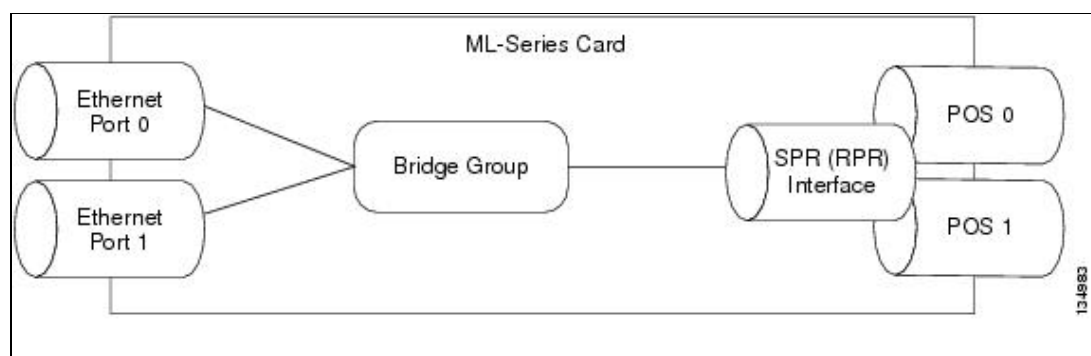 ML-Series Card
Ethernet
Port 0
Ethernet
Port 1
Bridge Group
SPR (RPR)
Interface
POS 0
POS 1
134983